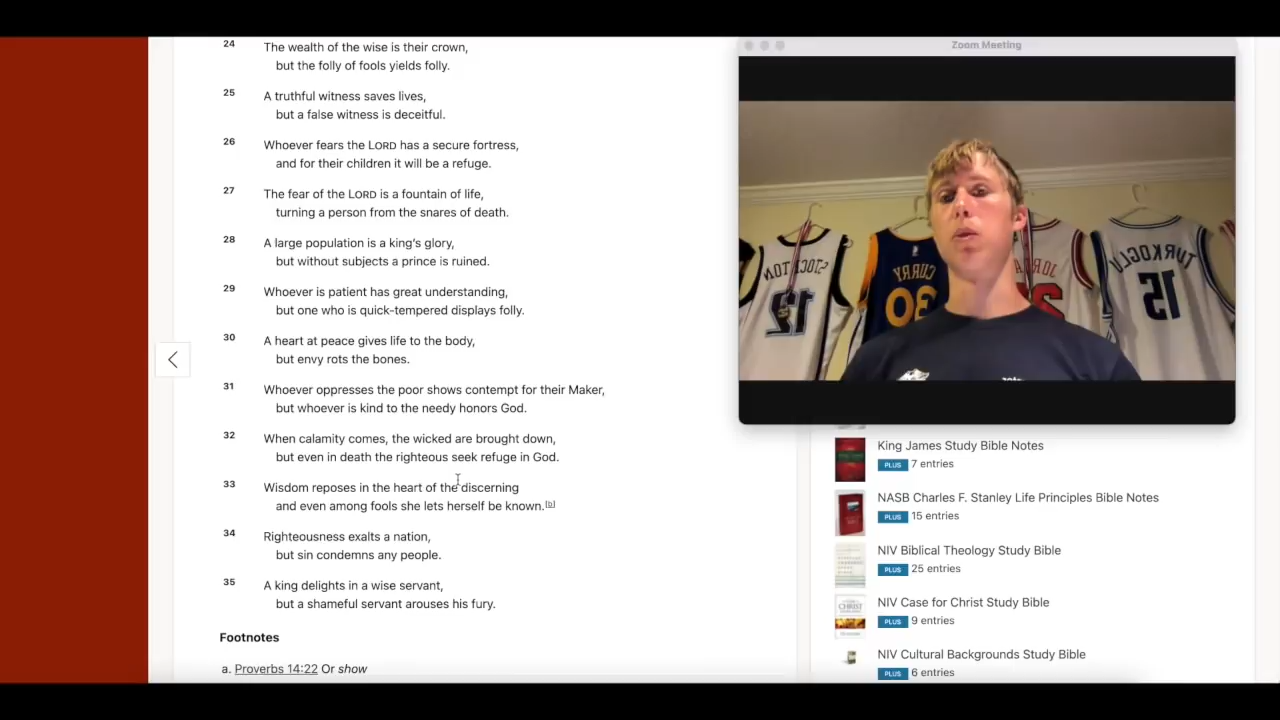 24 The wealth of the wise is their crown,
but the folly of fools yields folly.
25 A truthful witness saves lives,
but a false witness is deceitful.
26 Whoever fears the LORD has a secure fortress,
and for their children it will be a refuge.
27 The fear of the LORD is a fountain of life,
turning a person from the snares of death.
28 A large population is a king's glory,
but without subjects a prince is ruined.
29 Whoever is patient has great understanding,
but one who is quick-tempered displays folly.
30 A heart at peace gives life to the body,
but envy rots the bones.
31 Whoever oppresses the poor shows contempt for their Maker,
but whoever is kind to the needy honors God.
32 When calamity comes, the wicked are brought down,
but even in death the righteous seek refuge in God.
33 Wisdom reposes in the heart of the discerning
and even among fools she lets herself be known.[b]
34 Righteousness exalts a nation,
but sin condemns any people.
35 A king delights in a wise servant,
but a shameful servant arouses his fury.
Footnotes
a. Proverbs 14:22 Or show
Zoom Meeting
STOCKTON
12
CURRY
30
JORDA
TURKOGLU
15
King James Study Bible Notes
PLUS 7 entries
NASB Charles F. Stanley Life Principles Bible Notes
PLUS 15 entries
NIV Biblical Theology Study Bible
PLUS 25 entries
NIV Case for Christ Study Bible
PLUS 9 entries
NIV Cultural Backgrounds Study Bible
PLUS 6 entries